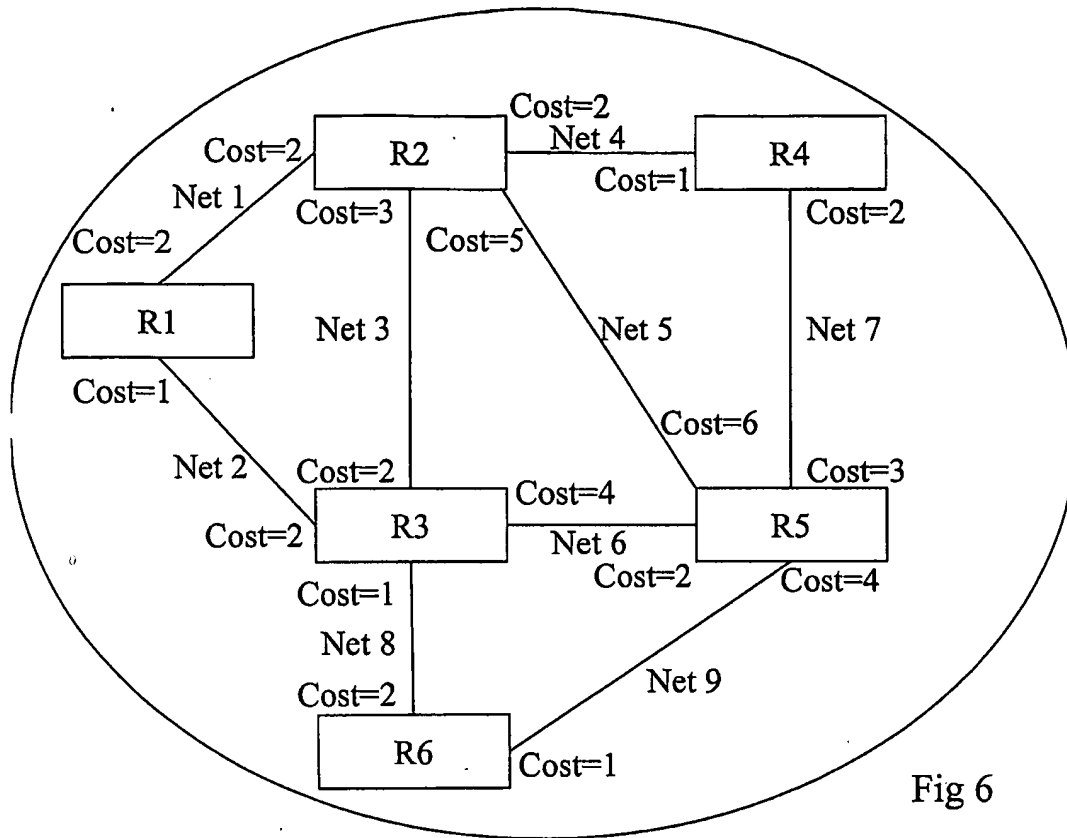 Cost=2
Cost=2
R2
Net 4
R4
Cost=1
Net 1
Cost=3
Cost=2
Cost=2
Cost=5
R1
Net 3
Net 5
Net 7
Cost=1
Cost=6
Net 2
Cost=2
Cost=4
Cost=3
Cost=2
R3
Net 6
R5
Cost=2
Cost=4
Cost=1
Net 8
Net 9
Cost=2
R6
Cost=1
Fig 6